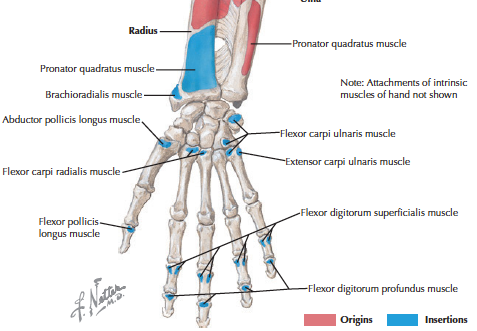 Ulna
Radius
Pronator quadratus muscle
Pronator quadratus muscle
Note: Attachments of intrinsic
muscles of hand not shown
Brachioradialis muscle
Abductor pollicis longus muscle
Flexor carpi ulnaris muscle
Extensor carpi ulnaris muscle
Flexor carpi radialis muscle
Flexor digitorum superficialis muscle
Flexor pollicis
longus muscle
Flexor digitorum profundus muscle
F. Netter
M.D.
Origins
Insertions